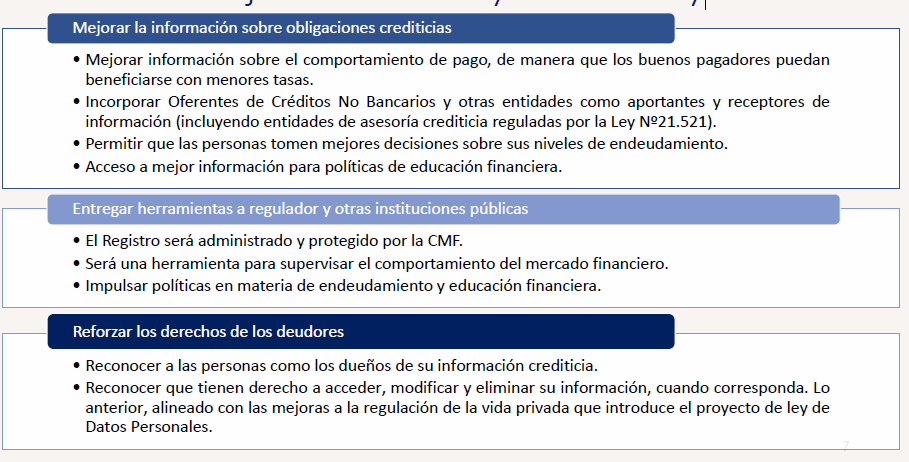 Mejorar la información sobre obligaciones crediticias
• Mejorar información sobre el comportamiento de pago, de manera que los buenos pagadores puedan
beneficiarse con menores tasas.
• Incorporar Oferentes de Créditos No Bancarios y otras entidades como aportantes y receptores de
información (incluyendo entidades de asesoría crediticia reguladas por la Ley Nº21.521).
• Permitir que las personas tomen mejores decisiones sobre sus niveles de endeudamiento.
• Acceso a mejor información para políticas de educación financiera.
Entregar herramientas a regulador y otras instituciones públicas
• El Registro será administrado y protegido por la CMF.
• Será una herramienta para supervisar el comportamiento del mercado financiero.
• Impulsar políticas en materia de endeudamiento y educación financiera.
Reforzar los derechos de los deudores
• Reconocer a las personas como los dueños de su información crediticia.
• Reconocer que tienen derecho a acceder, modificar y eliminar su información, cuando corresponda. Lo
anterior, alineado con las mejoras a la regulación de la vida privada que introduce el proyecto de ley de
Datos Personales.
7